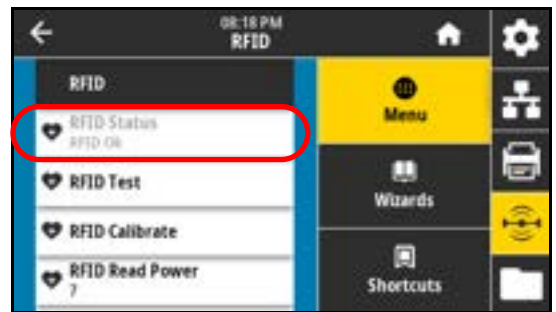 08:18 PM
RFID
RFID
RFID Status
RFID Ok
RFID Test
RFID Calibrate
RFID Read Power
7
Menu
Wizards
Shortcuts